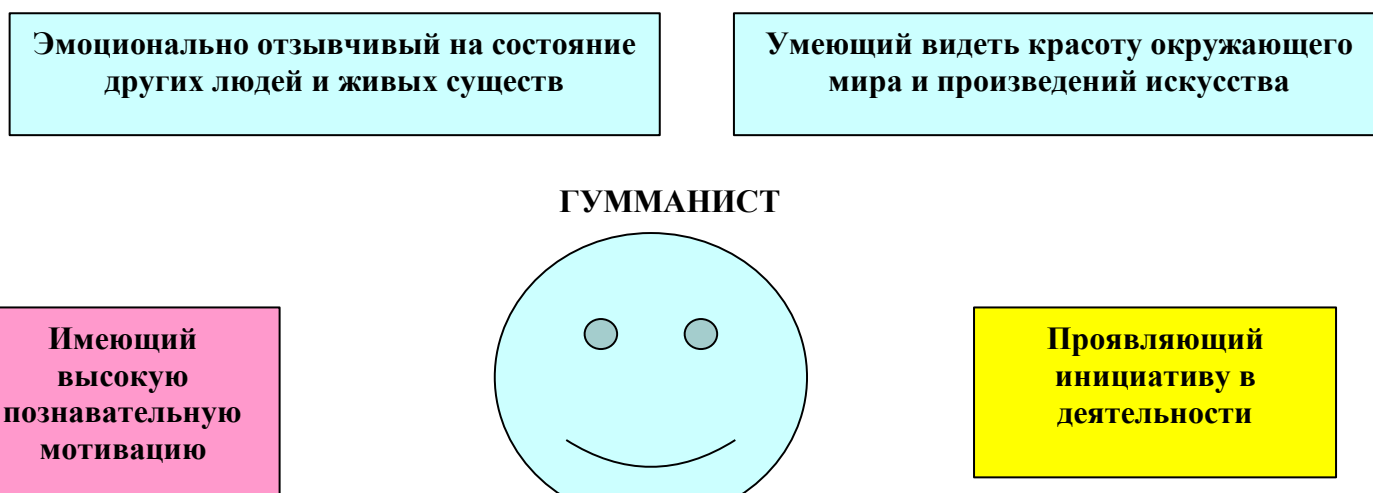 Эмоционально отзывчивый на состояние
других людей и живых существ
Умеющий видеть красоту окружающего
мира и произведений искусства
ГУММАНИСТ
Имеющий
высокую
познавательную
мотивацию
Проявляющий
инициативу в
деятельности